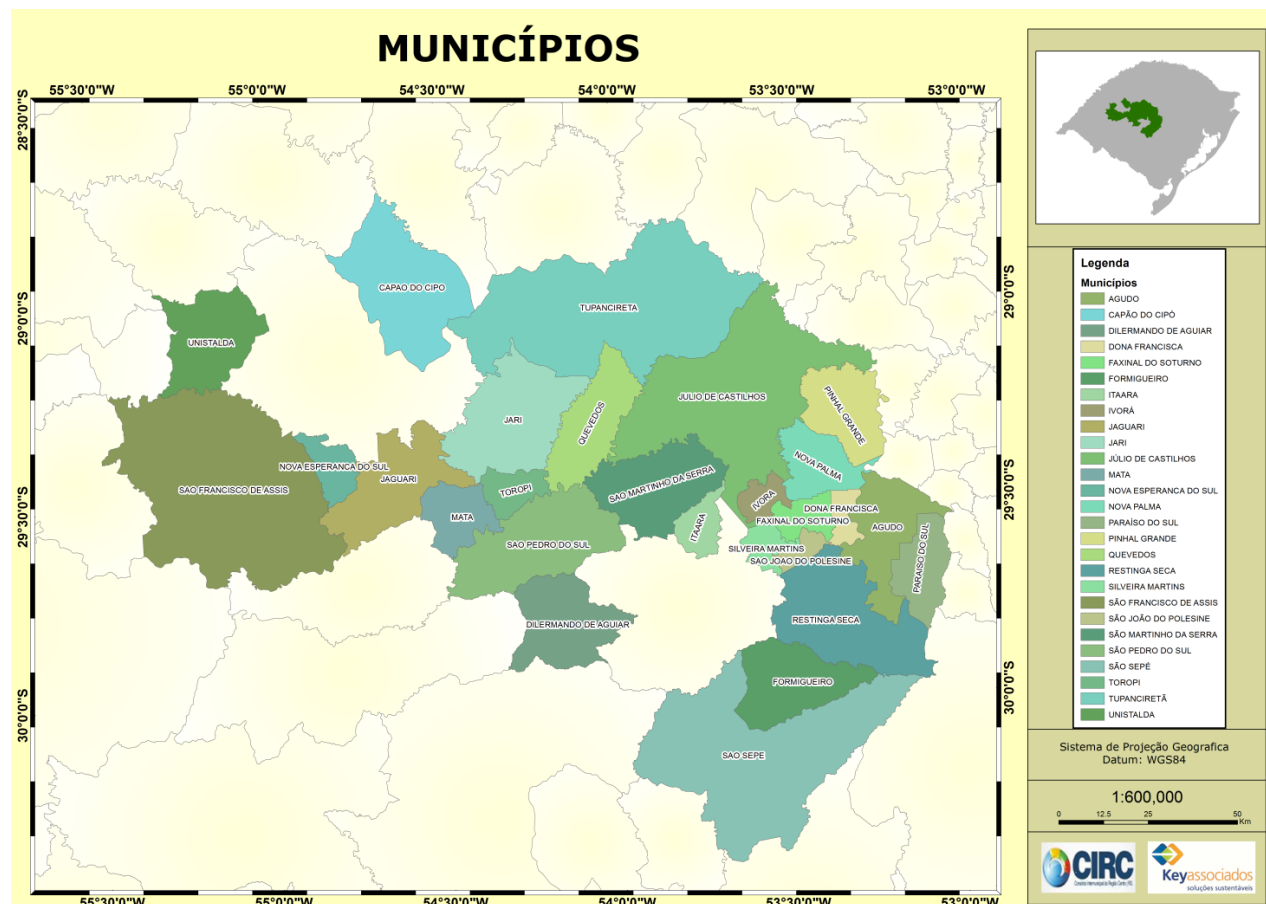 MUNICÍPIOS
55°30'0"W 55°0'0"W 54°30'0"W 54°0'0"W 53°30'0"W 53°0'0"W
28°30'0"S
28°30'0"S
29°0'0"S
29°0'0"S
29°30'0"S
29°30'0"S
30°0'0"S
30°0'0"S
CAPAO DO CIPO
TUPANCIRETA
UNISTALDA
JULIO DE CASTILHOS
PINHAL GRANDE
JARI
QUEVEDOS
NOVA PALMA
NOVA ESPERANCA DO SUL
JAGUARI
SAO MARTINHO DA SERRA
SAO FRANCISCO DE ASSIS
TOROPI
IVORA
DONA FRANCISCA
MATA
ITAARA
FAXINAL DO SOTURNO
AGUDO
PARAISO DO SUL
SAO PEDRO DO SUL
SILVEIRA MARTINS
SAO JOAO DO POLESINE
DILERMANDO DE AGUIAR
RESTINGA SECA
FORMIGUEIRO
SAO SEPE
55°30'0"W 55°0'0"W 54°30'0"W 54°0'0"W 53°30'0"W 53°0'0"W
Legenda
Municípios
AGUDO
CAPÃO DO CIPÓ
DILERMANDO DE AGUIAR
DONA FRANCISCA
FAXINAL DO SOTURNO
FORMIGUEIRO
ITAARA
IVORÁ
JAGUARI
JARI
JÚLIO DE CASTILHOS
MATA
NOVA ESPERANCA DO SUL
NOVA PALMA
PARAÍSO DO SUL
PINHAL GRANDE
QUEVEDOS
RESTINGA SECA
SILVEIRA MARTINS
SÃO FRANCISCO DE ASSIS
SÃO JOÃO DO POLESINE
SÃO MARTINHO DA SERRA
SÃO PEDRO DO SUL
SÃO SEPÉ
TOROPI
TUPANCIRETÃ
UNISTALDA
Sistema de Projeção Geografica
Datum: WGS84
1:600,000
0 12.5 25 50
Km
CIRC
Keyassociados
soluções sustentáveis